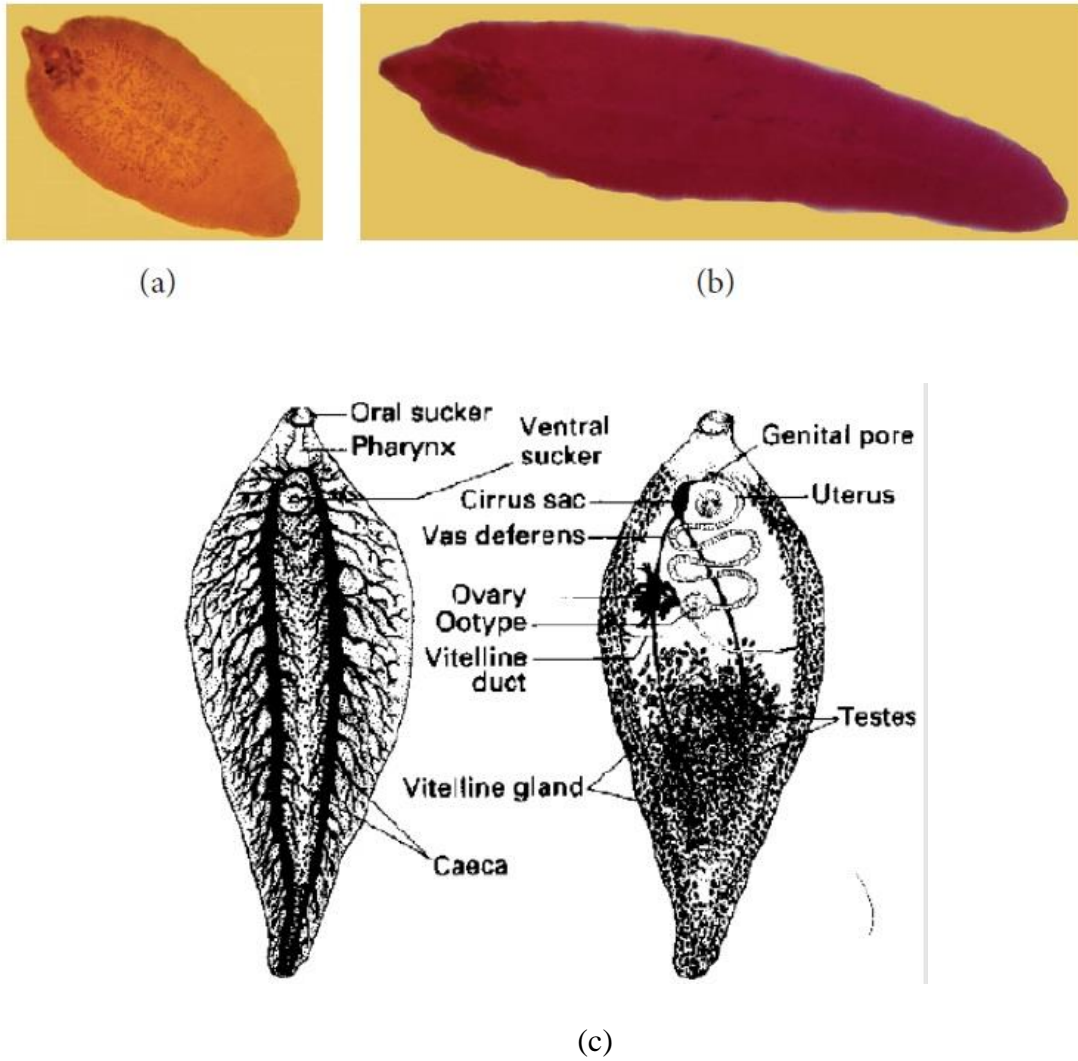 (a)
(b)
Oral sucker
Pharynx
Ventral
sucker
Genital pore
Cirrus sac
Uterus
Vas deferens
Ovary
Ootype
Vitelline
duct
Testes
Vitelline gland
Caeca
(c)